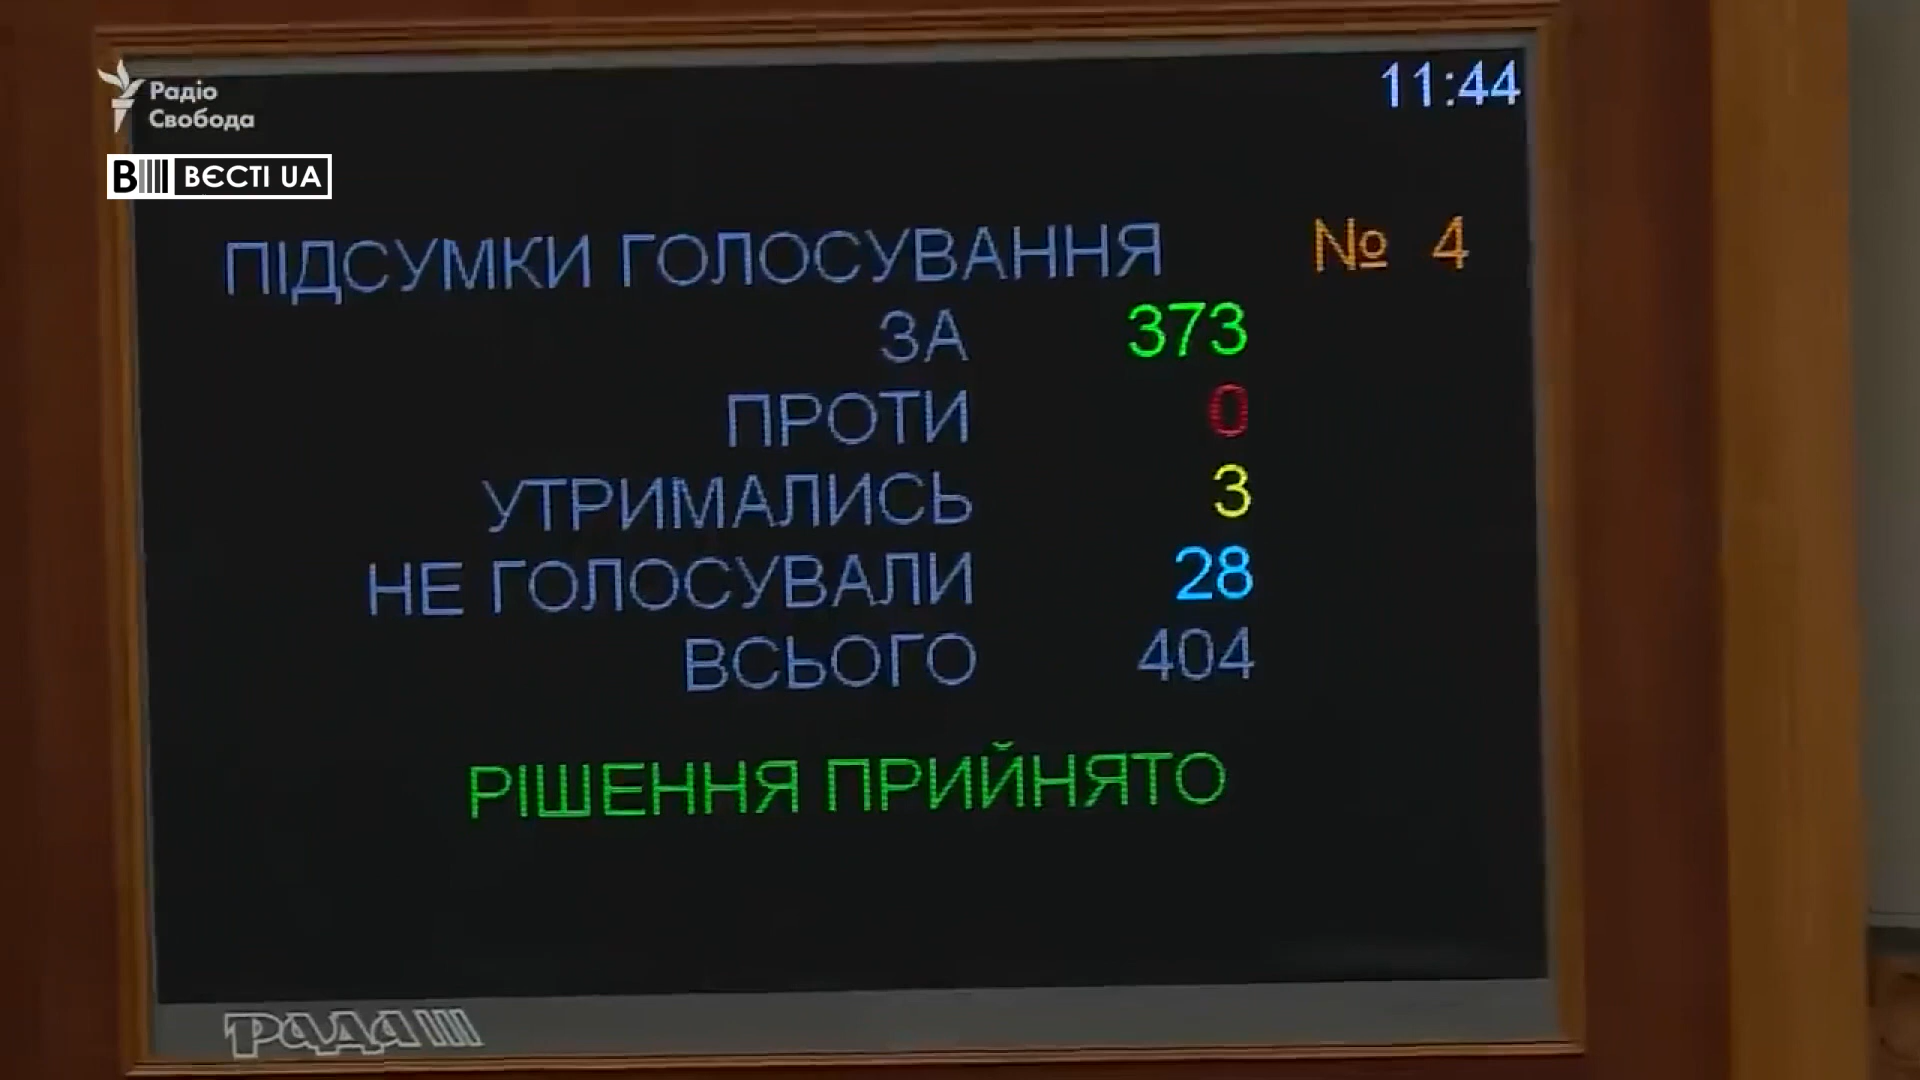 Радіо
Свобода
11:44
В ВЄСТІ UA
ПІДСУМКИ ГОЛОСУВАННЯ № 4
ЗА 373
ПРОТИ 0
УТРИМАЛИСЬ 3
НЕ ГОЛОСУВАЛИ 28
ВСЬОГО 404
РІШЕННЯ ПРИЙНЯТО
РАДА III